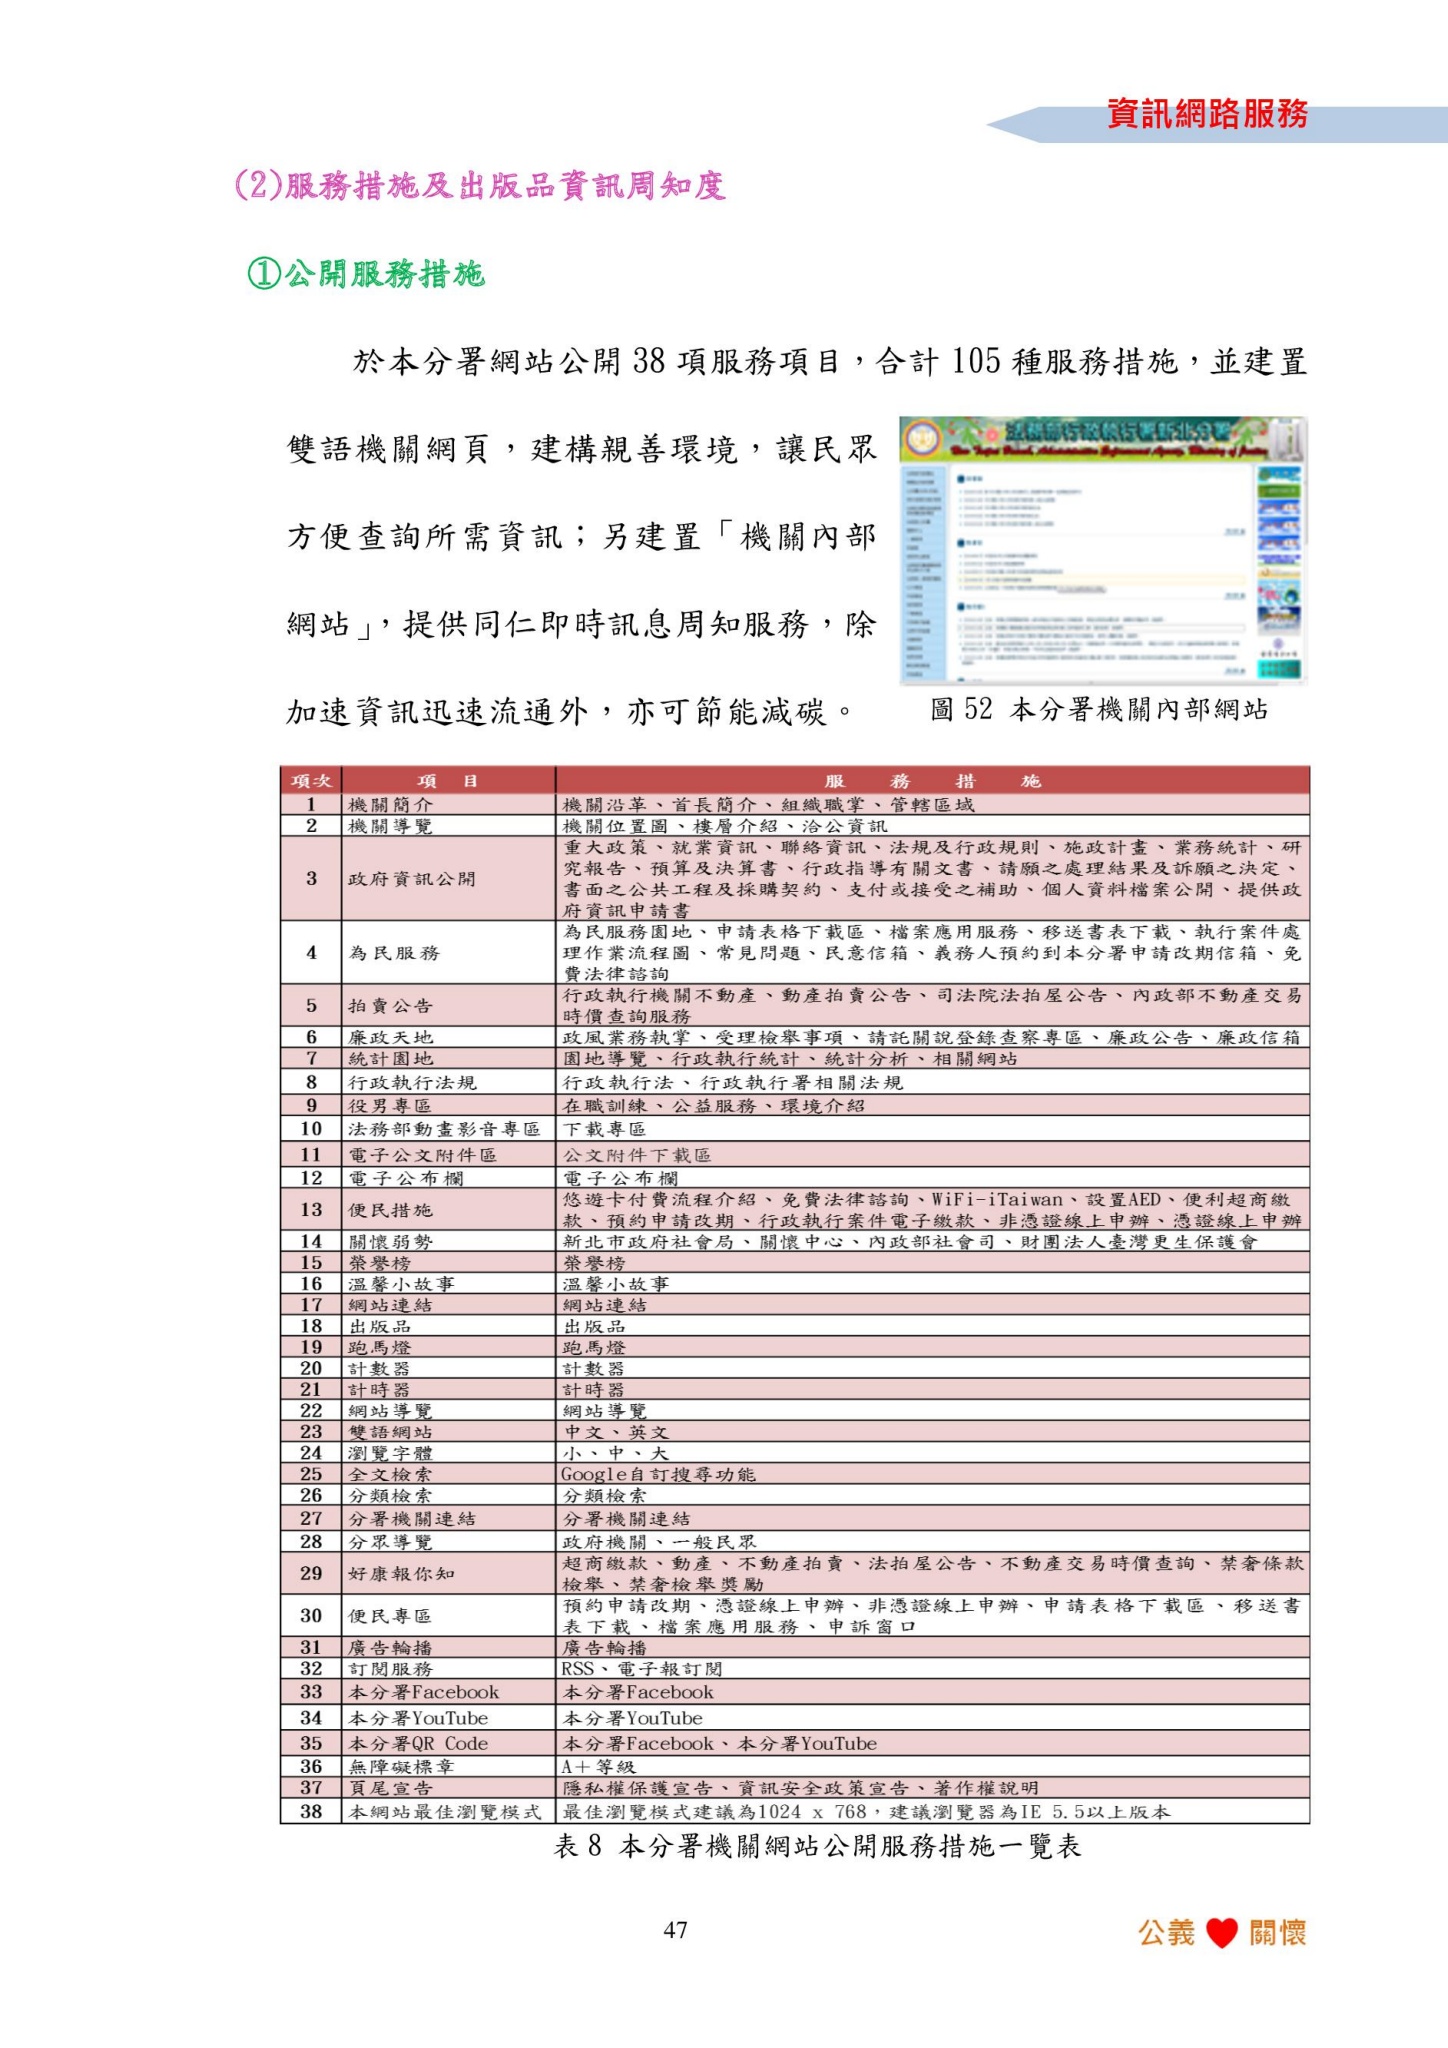 資訊網路服務
(2)服務措施及出版品資訊周知度
①公開服務措施
於本分署網站公開 38 項服務項目，合計 105 種服務措施，並建置
雙語機關網頁，建構親善環境，讓民眾
方便查詢所需資訊；另建置「機關內部
網站」，提供同仁即時訊息周知服務，除
加速資訊迅速流通外，亦可節能減碳。
圖 52 本分署機關內部網站
項次 項 目 服 務 措 施
1 機關簡介 機關沿革、首長簡介、組織職掌、管轄區域
2 機關導覽 機關位置圖、樓層介紹、洽公資訊
3 政府資訊公開 重大政策、就業資訊、聯絡資訊、法規及行政規則、施政計畫、業務統計、研
究報告、預算及決算書、行政指導有關文書、請願之處理結果及訴願之決定、
書面之公共工程及採購契約、支付或接受之補助、個人資料檔案公開、提供政
府資訊申請書
4 為民服務 為民服務園地、申請表格下載區、檔案應用服務、移送書表下載、執行案件處
理作業流程圖、常見問題、民意信箱、義務人預約到本分署申請改期信箱、免
費法律諮詢
5 拍賣公告 行政執行機關不動產、動產拍賣公告、司法院法拍屋公告、內政部不動產交易
時價查詢服務
6 廉政天地 政風業務執掌、受理檢舉事項、請託關說登錄查察專區、廉政公告、廉政信箱
7 統計園地 園地導覽、行政執行統計、統計分析、相關網站
8 行政執行法規 行政執行法、行政執行署相關法規
9 役男專區 在職訓練、公益服務、環境介紹
10 法務部動畫影音專區 下載專區
11 電子公文附件區 公文附件下載區
12 電子公布欄 電子公布欄
13 便民措施 悠遊卡付費流程介紹、免費法律諮詢、WiFi-iTaiwan、設置AED、便利超商繳
款、預約申請改期、行政執行案件電子繳款、非憑證線上申辦、憑證線上申辦
14 關懷弱勢 新北市政府社會局、關懷中心、內政部社會司、財團法人臺灣更生保護會
15 榮譽榜 榮譽榜
16 溫馨小故事 溫馨小故事
17 網站連結 網站連結
18 出版品 出版品
19 跑馬燈 跑馬燈
20 計數器 計數器
21 計時器 計時器
22 網站導覽 網站導覽
23 雙語網站 中文、英文
24 瀏覽字體 小、中、大
25 全文檢索 Google自訂搜尋功能
26 分類檢索 分類檢索
27 分署機關連結 分署機關連結
28 分眾導覽 政府機關、一般民眾
29 好康報你知 超商繳款、動產、不動產拍賣、法拍屋公告、不動產交易時價查詢、禁奢條款
檢舉、禁奢檢舉獎勵
30 便民專區 預約申請改期、憑證線上申辦、非憑證線上申辦、申請表格下載區、移送書
表下載、檔案應用服務、申訴窗口
31 廣告輪播 廣告輪播
32 訂閱服務 RSS、電子報訂閱
33 本分署Facebook 本分署Facebook
34 本分署YouTube 本分署YouTube
35 本分署QR Code 本分署Facebook、本分署YouTube
36 無障礙標章 A＋等級
37 頁尾宣告 隱私權保護宣告、資訊安全政策宣告、著作權說明
38 本網站最佳瀏覽模式 最佳瀏覽模式建議為1024 x 768，建議瀏覽器為IE 5.5以上版本
表 8 本分署機關網站公開服務措施一覽表
47
公義 關懷